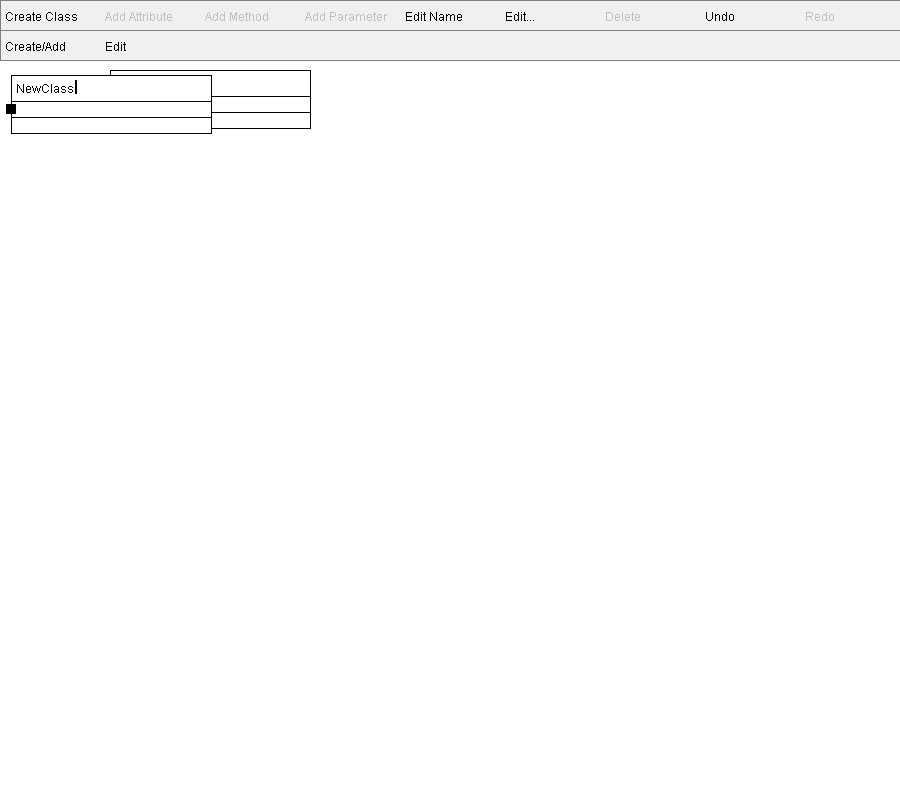 Create Class Add Attribute Add Method Add Parameter Edit Name Edit... Delete Undo Redo
Create/Add Edit
NewClass